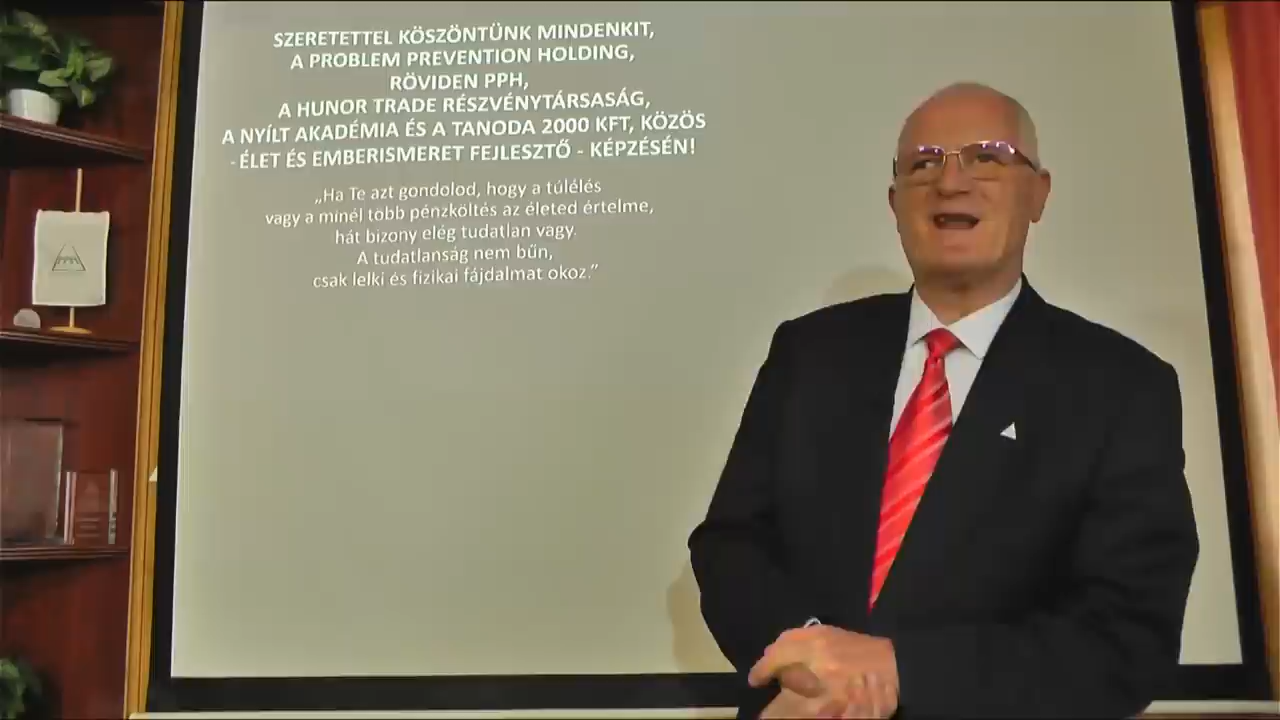 SZERETETTEL KÖSZÖNTÜNK MINDENKIT,
A PROBLEM PREVENTION HOLDING,
RÖVIDEN PPH,
A HUNOR TRADE RÉSZVÉNYTÁRSASÁG,
A NYÍLT AKADÉMIA ÉS A TANODA 2000 KFT, KÖZÖS
- ÉLET ÉS EMBERISMERET FEJLESZTŐ - KÉPZÉSÉN!
„Ha Te azt gondolod, hogy a túlélés
vagy a minél több pénzköltés az életed értelme,
hát bizony elég tudatlan vagy.
A tudatlanság nem bűn,
csak lelki és fizikai fájdalmat okoz.”